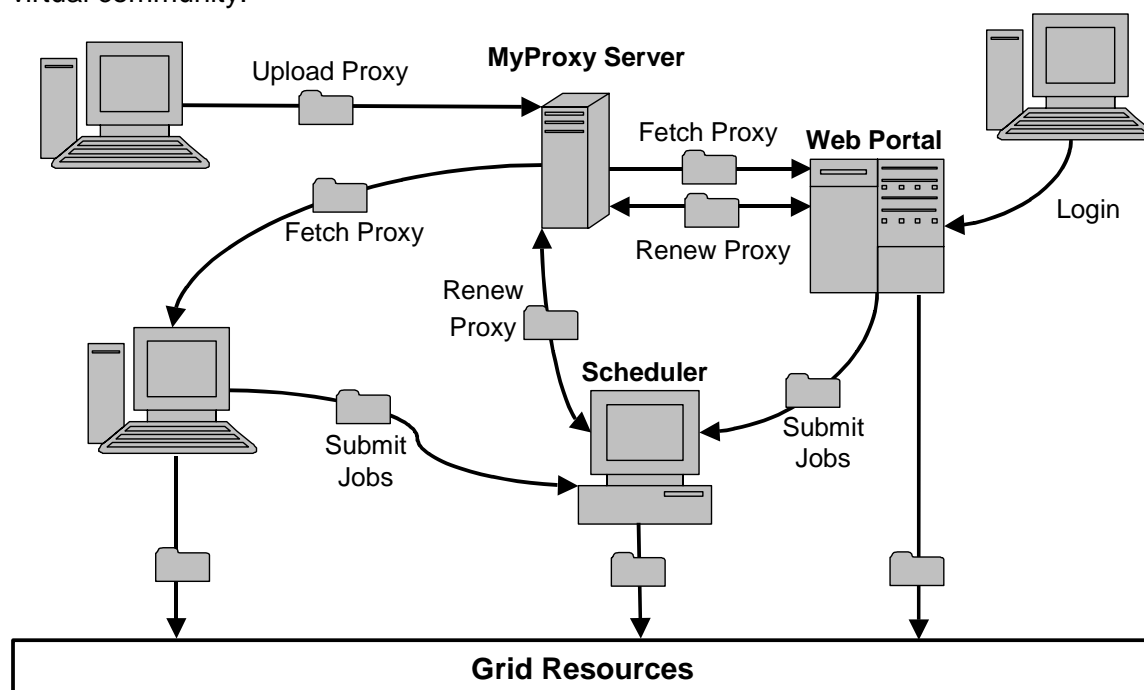 virtual community.
MyProxy Server
Upload Proxy
Fetch Proxy
Web Portal
Login
Fetch Proxy
Renew Proxy
Renew
Proxy
Scheduler
Submit
Jobs
Submit
Jobs
Grid Resources